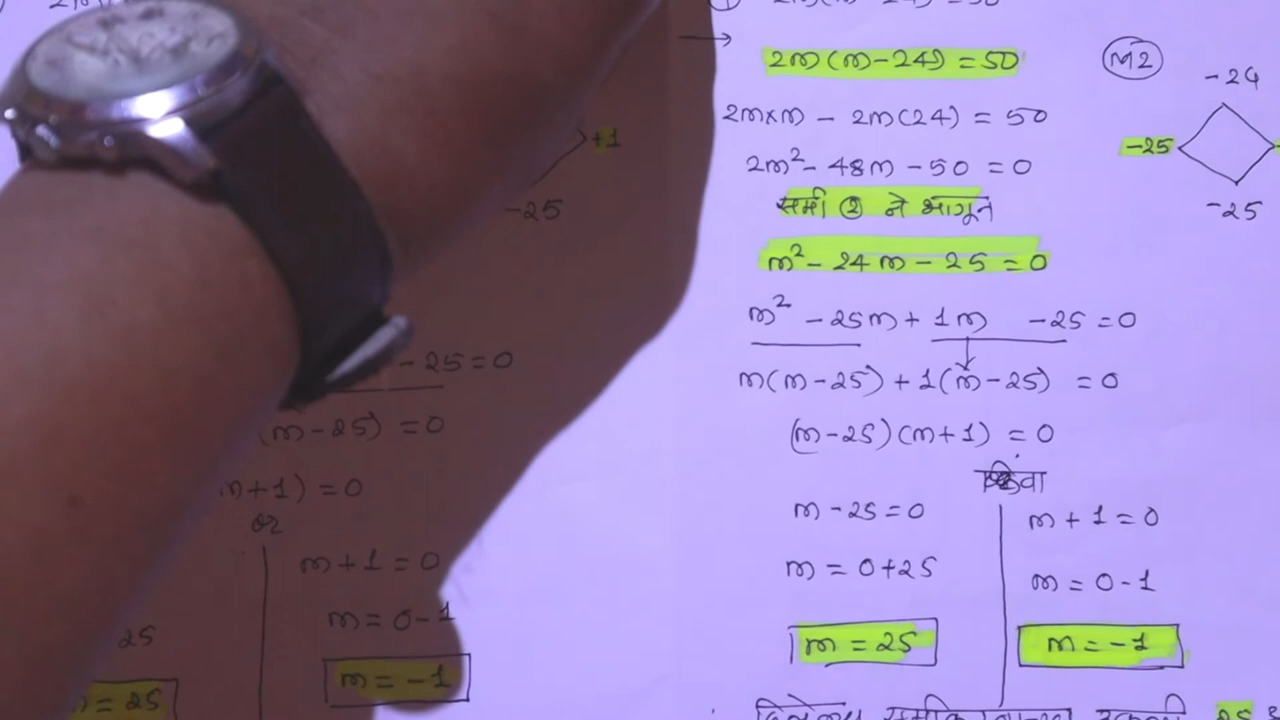 2m(m-24) = 50
M2
-24
2m×m - 2m(24) = 50
-25
+1
2m² - 48m - 50 = 0
-25
-25
समी ② ने भागून
m² - 24m - 25 = 0
m² - 25m + 1m - 25 = 0
- 25 = 0
m(m-25) + 1(m-25) = 0
(m-25) = 0
(m-25)(m+1) = 0
m+1) = 0
किंवा
or
m - 25 = 0
m + 1 = 0
m + 1 = 0
m = 0+25
m = 0-1
m = 0-1
25
m = 25
m = -1
= 25
m = -1